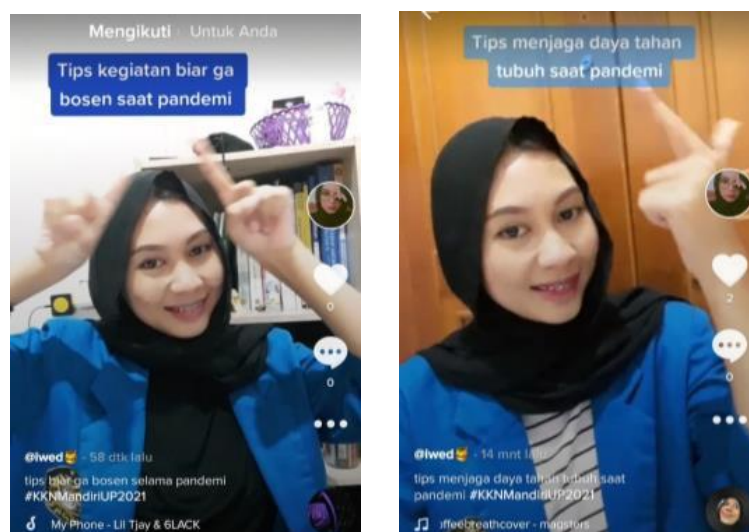 Mengikuti Untuk Anda
Tips kegiatan biar ga
bosen saat pandemi
0
0
@lwed - 58 dtk lalu
tips biar ga bosen selama pandemi
#KKNMandiriUP2021
My Phone - Lil Tjay & 6LACK
Tips menjaga daya tahan
tubuh saat pandemi
2
0
@lwed - 14 mnt lalu
tips menjaga daya tahan tubuh saat
pandemi #KKNMandiriUP2021
ffeebreathcover - magsters